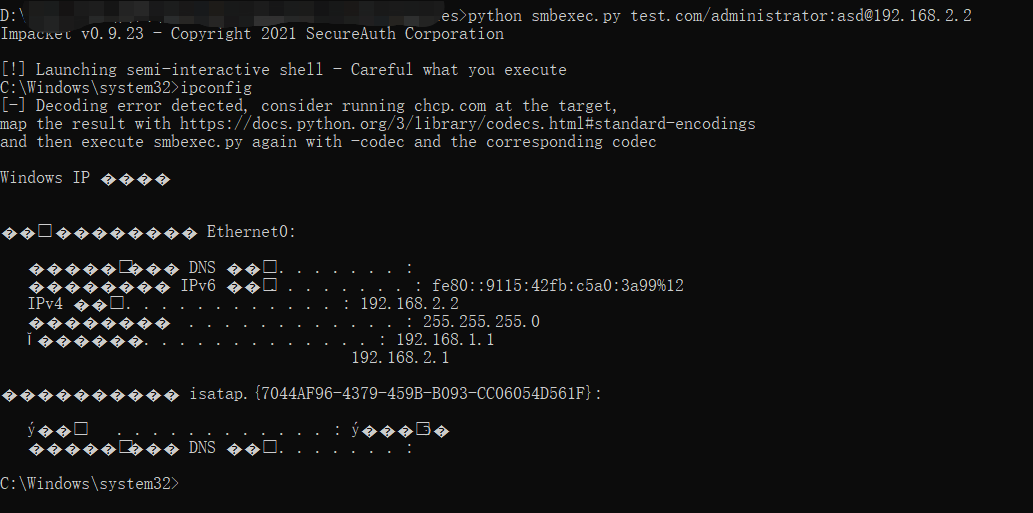 D:\ es>python smbexec.py test.com/administrator:asd@192.168.2.2
Impacket v0.9.23 - Copyright 2021 SecureAuth Corporation
[!] Launching semi-interactive shell - Careful what you execute
C:\Windows\system32>ipconfig
[-] Decoding error detected, consider running chcp.com at the target,
map the result with https://docs.python.org/3/library/codecs.html#standard-encodings
and then execute smbexec.py again with -codec and the corresponding codec
Windows IP ����
��□�������� Ethernet0:
�����□��� DNS ��□. . . . . . . :
�������� IPv6 ��□. . . . . . . . : fe80::9115:42fb:c5a0:3a99%12
IPv4 ��□. . . . . . . . . . . . : 192.168.2.2
�������� . . . . . . . . . . . . : 255.255.255.0
Ĭ������. . . . . . . . . . . . . : 192.168.1.1
192.168.2.1
���������� isatap.{7044AF96-4379-459B-B093-CC06054D561F}:
ý��□ . . . . . . . . . . . . : ý���□�
�����□��� DNS ��□. . . . . . . :
C:\Windows\system32>